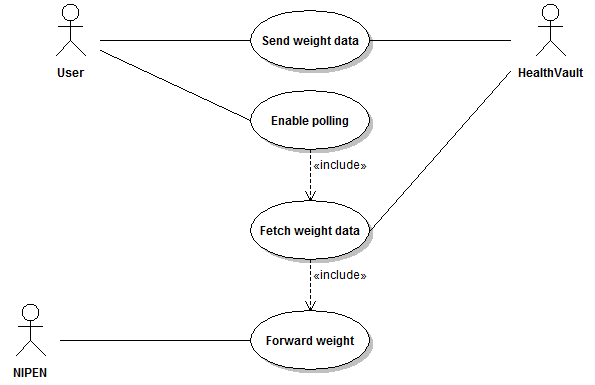 Send weight data
User
HealthVault
Enable polling
«include»
Fetch weight data
«include»
Forward weight
NIPEN